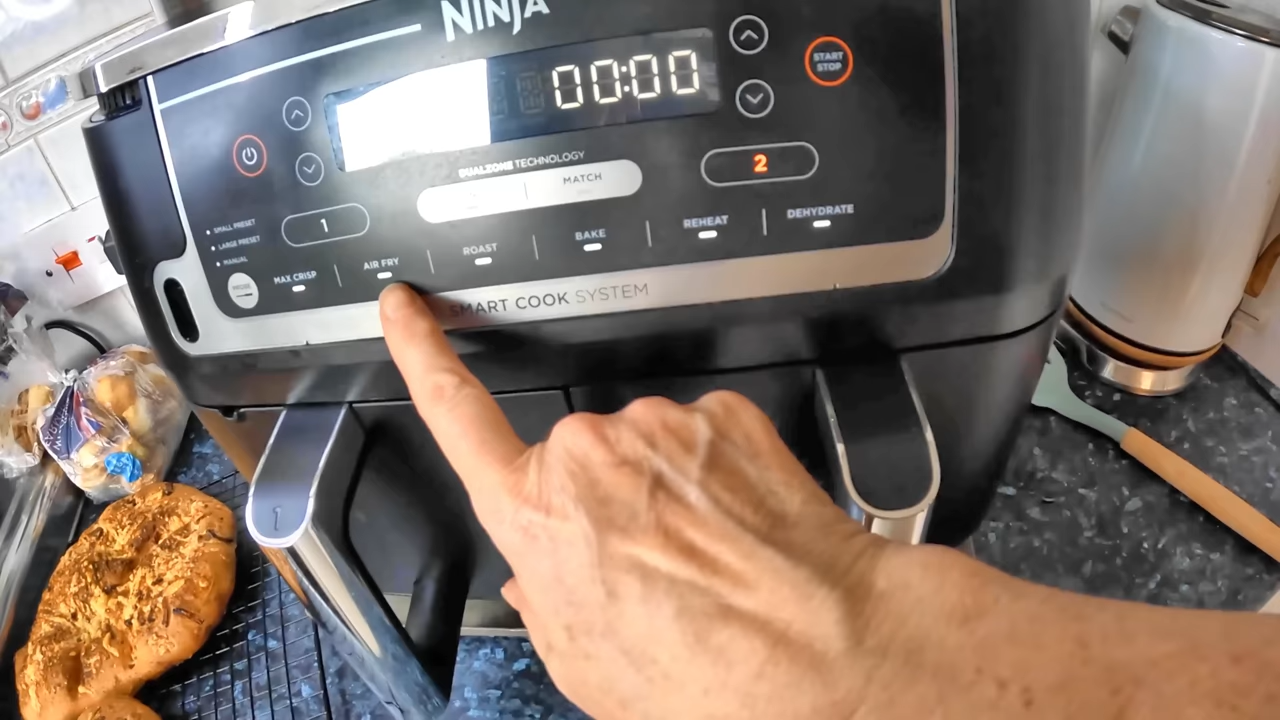 NINJA
00:00
START
STOP
DUALZONE TECHNOLOGY
MATCH
2
1
SMALL PRESET
LARGE PRESET
MANUAL
MAX CRISP
AIR FRY
ROAST
BAKE
REHEAT
DEHYDRATE
SMART COOK SYSTEM
1